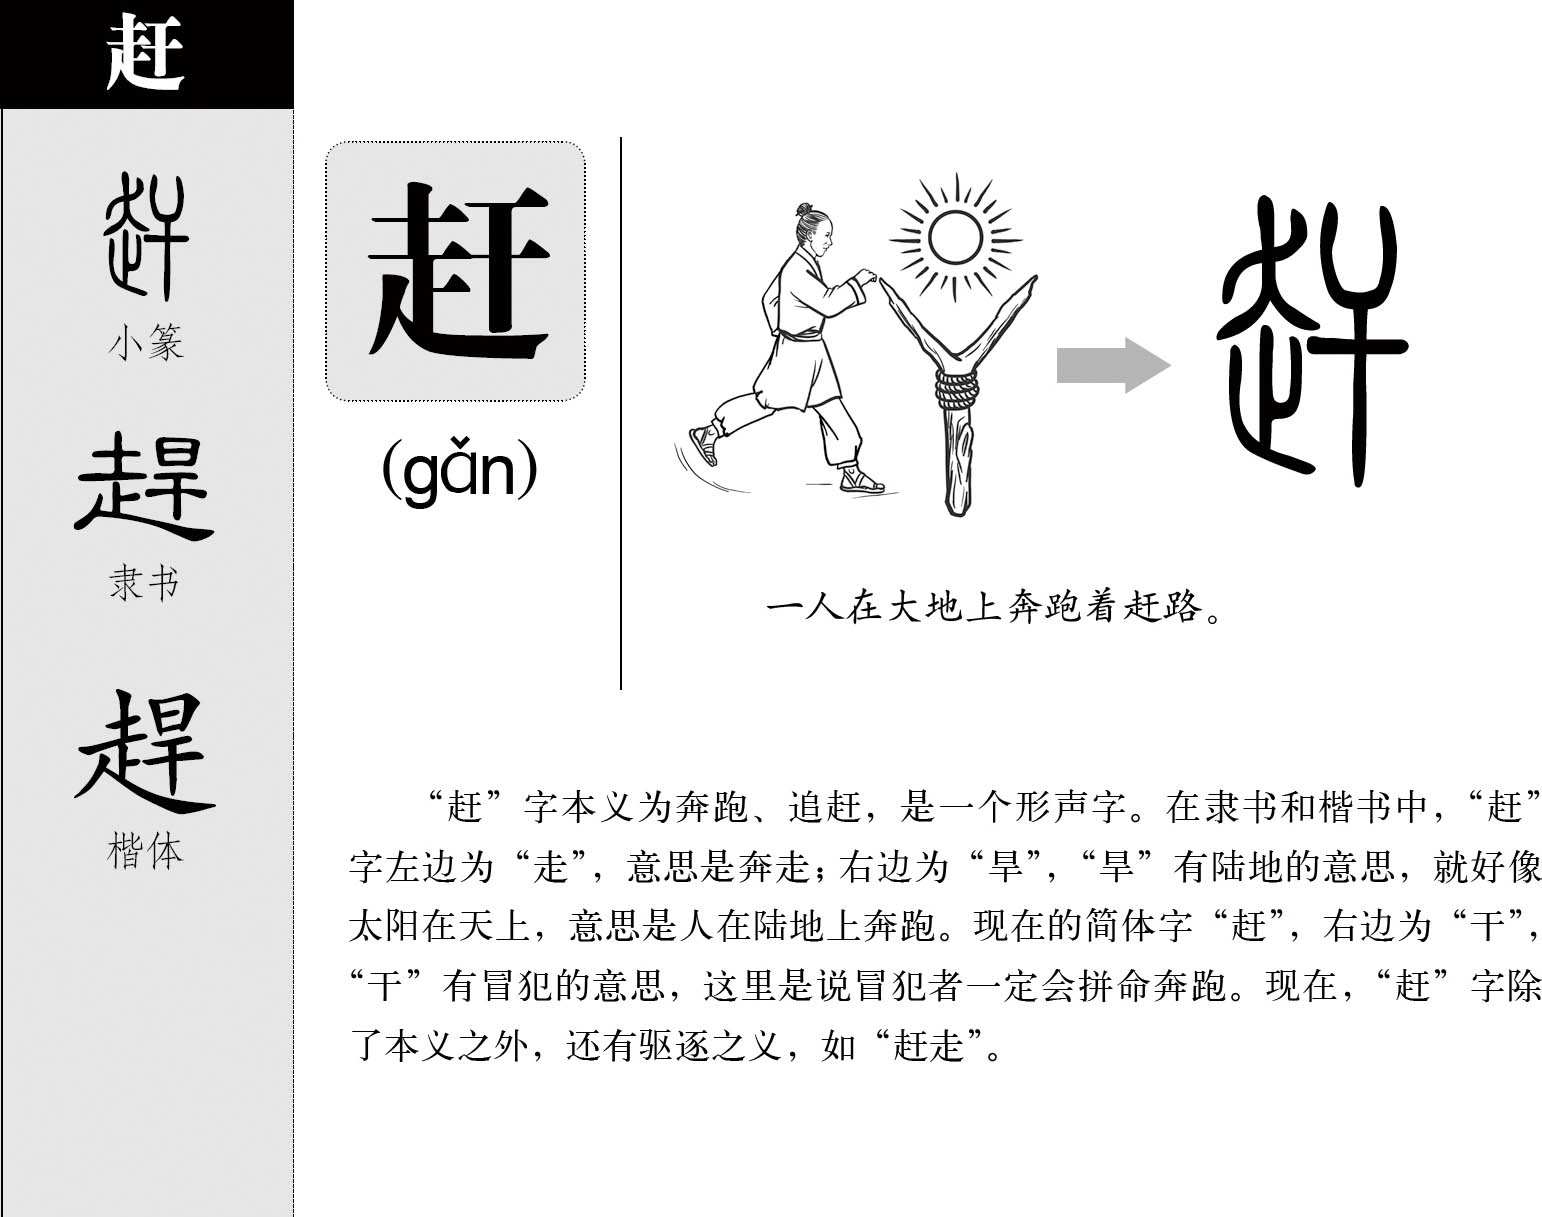 赶
赶
小篆
趕
隶书
趕
楷体
赶
(gǎn)
赶
一人在大地上奔跑着赶路。
“赶”字本义为奔跑、追赶，是一个形声字。在隶书和楷书中，“赶”
字左边为“走”，意思是奔走；右边为“旱”，“旱”有陆地的意思，就好像
太阳在天上，意思是人在陆地上奔跑。现在的简体字“赶”，右边为“干”，
“干”有冒犯的意思，这里是说冒犯者一定会拼命奔跑。现在，“赶”字除
了本义之外，还有驱逐之义，如“赶走”。